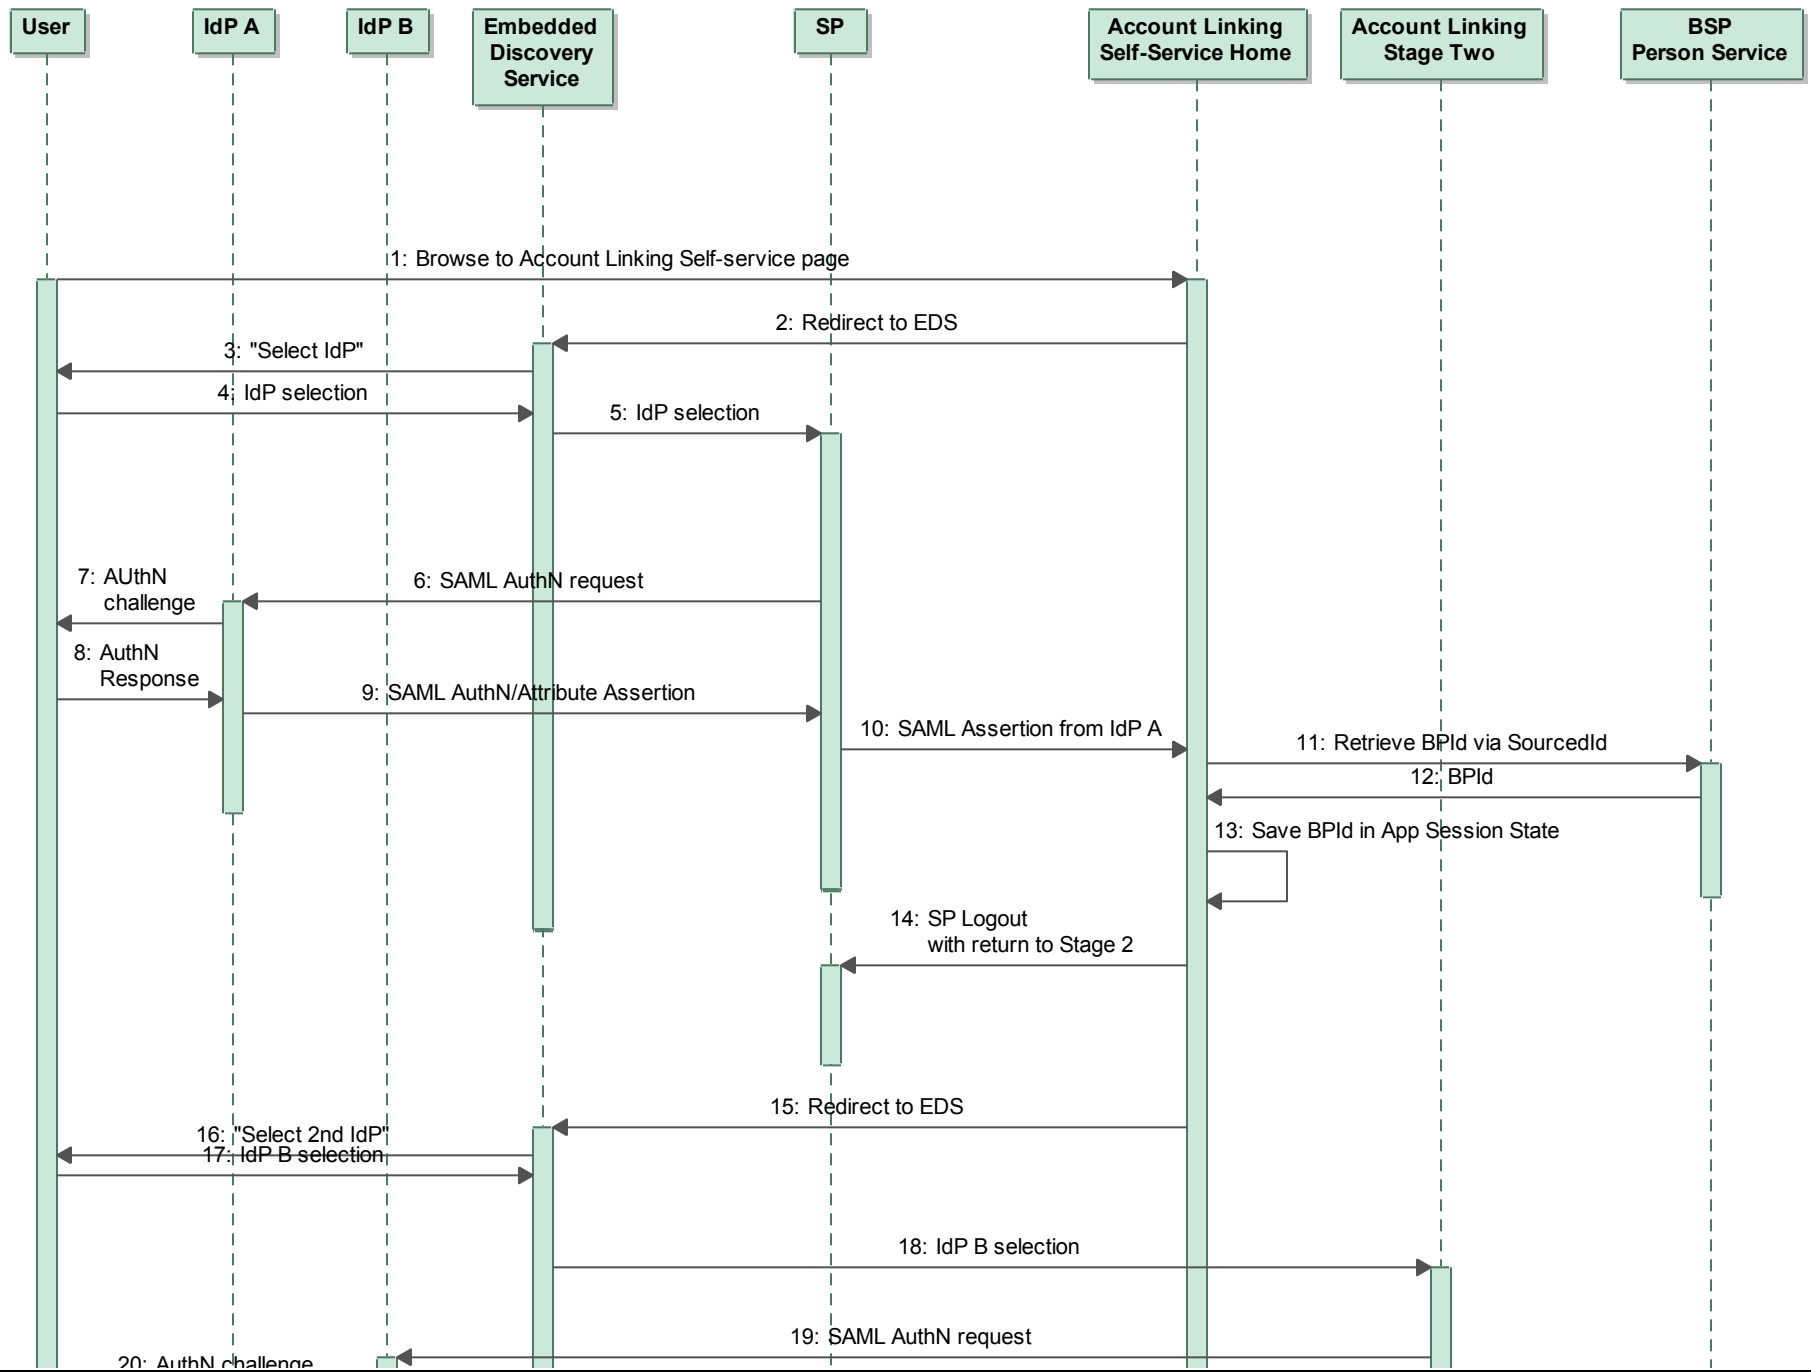 User
IdP A
IdP B
Embedded
Discovery
Service
SP
Account Linking
Self-Service Home
Account Linking
Stage Two
BSP
Person Service
1: Browse to Account Linking Self-service page
2: Redirect to EDS
3: "Select IdP"
4: IdP selection
5: IdP selection
6: SAML AuthN request
7: AUthN
challenge
8: AuthN
Response
9: SAML AuthN/Attribute Assertion
10: SAML Assertion from IdP A
11: Retrieve BPId via SourcedId
12: BPId
13: Save BPId in App Session State
14: SP Logout
with return to Stage 2
15: Redirect to EDS
16: "Select 2nd IdP"
17: IdP B selection
18: IdP B selection
19: SAML AuthN request
20: AuthN challenge